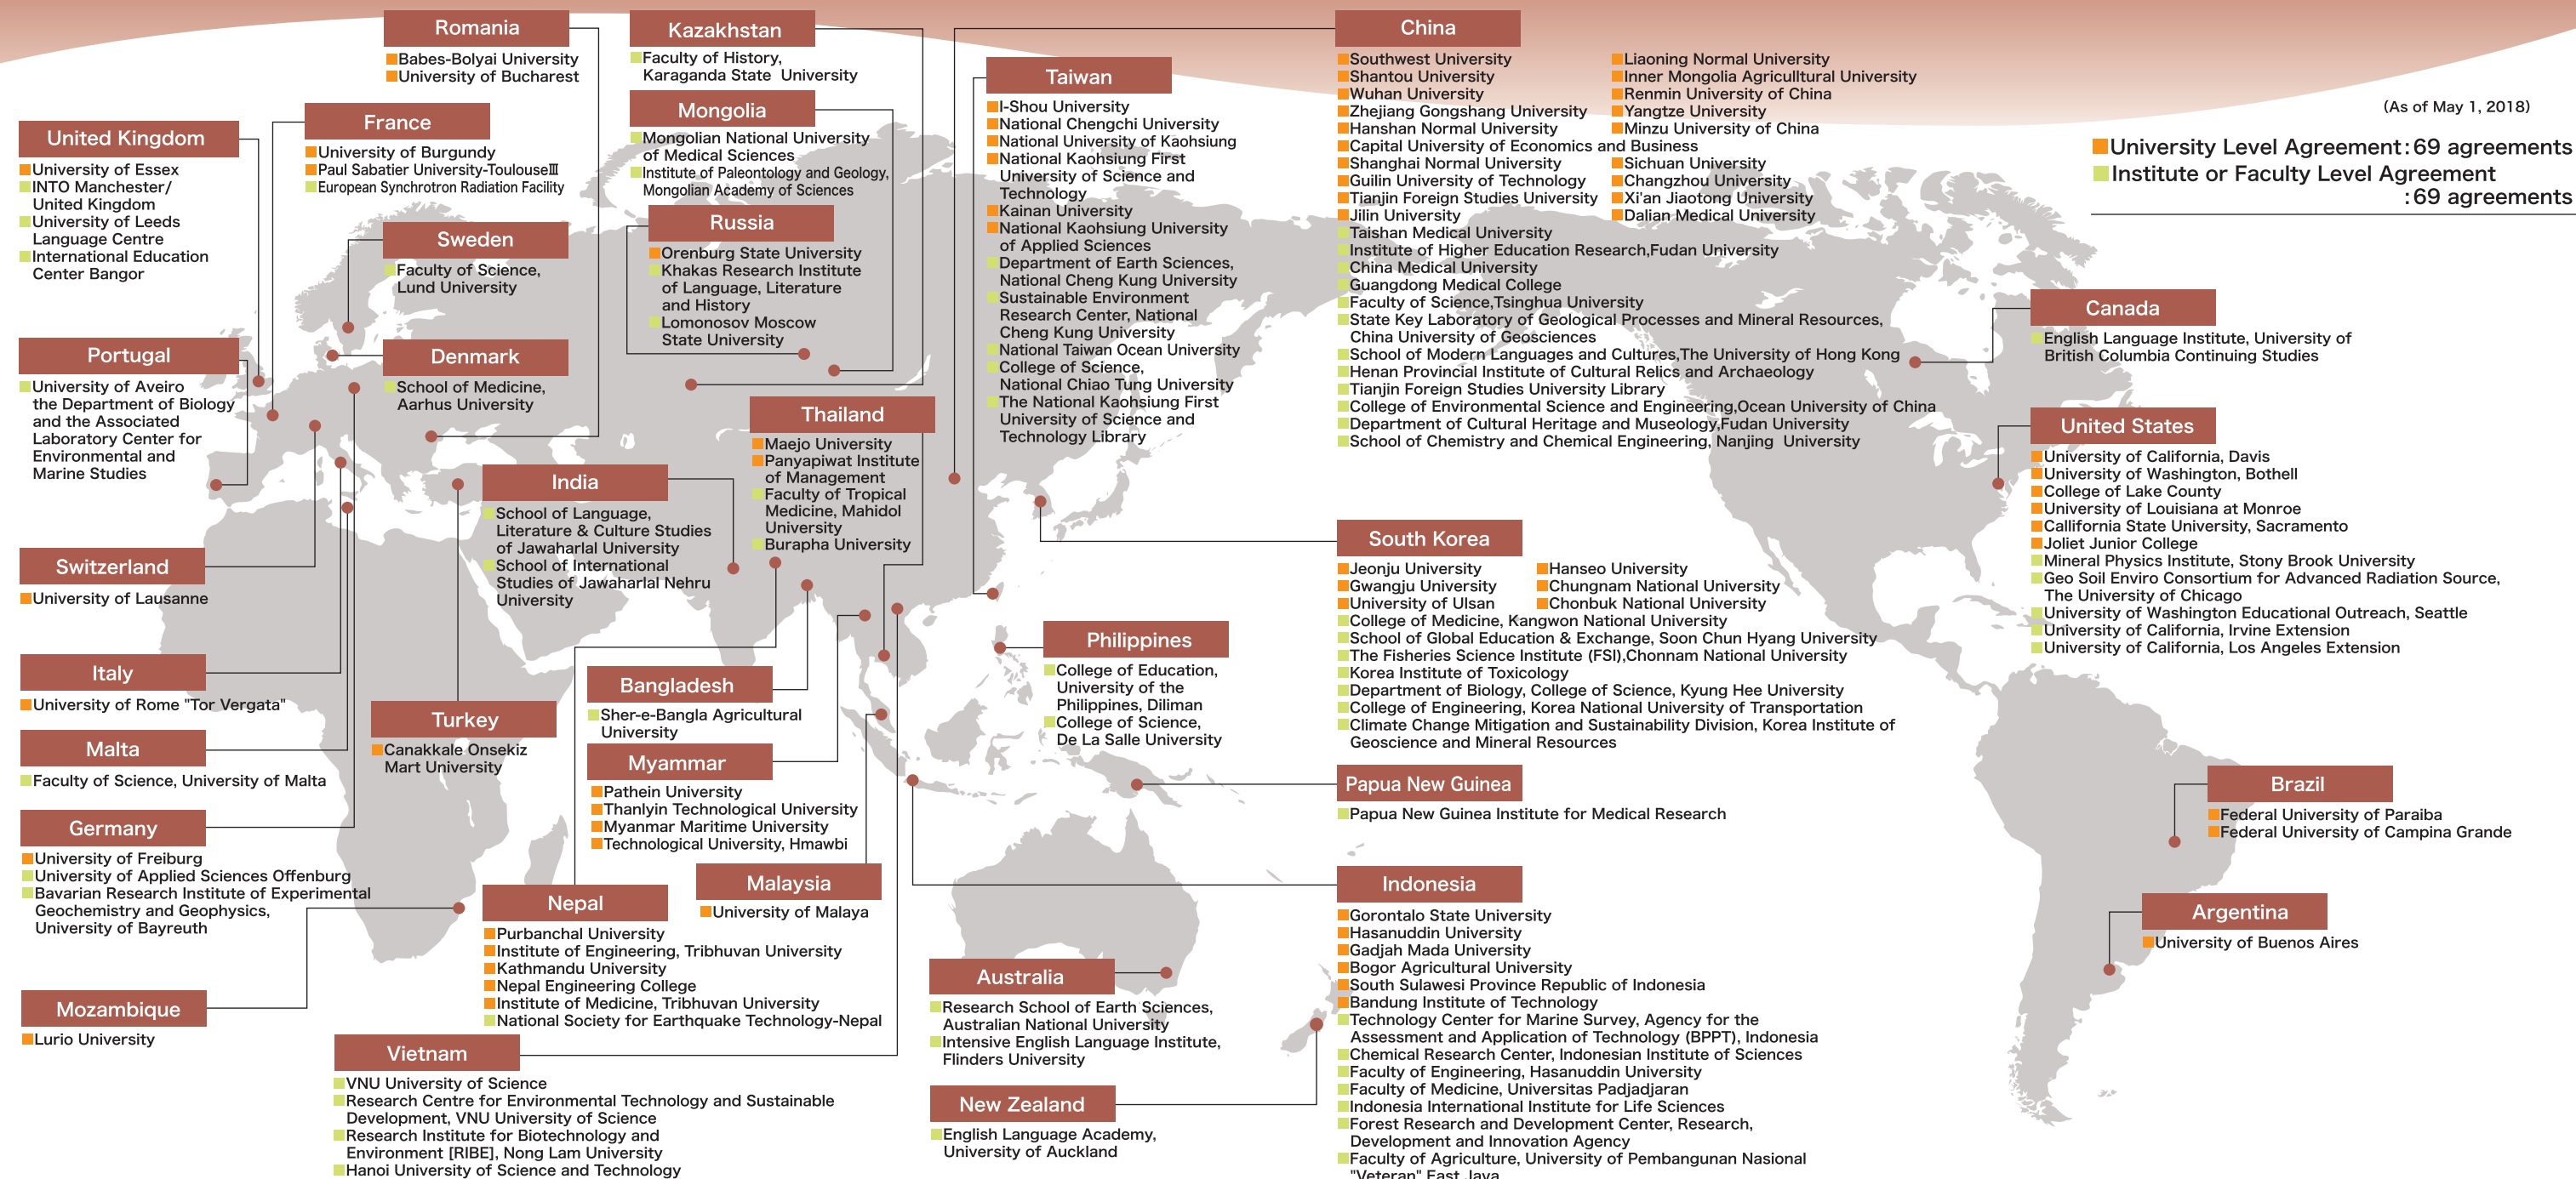 Romania
Babes-Bolyai University
University of Bucharest
Kazakhstan
Faculty of History,
Karaganda State University
Mongolia
Mongolian National University
of Medical Sciences
Institute of Paleontology and Geology,
Mongolian Academy of Sciences
Russia
Orenburg State University
Khakas Research Institute
of Language, Literature
and History
Lomonosov Moscow
State University
United Kingdom
University of Essex
INTO Manchester/
United Kingdom
University of Leeds
Language Centre
International Education
Center Bangor
France
University of Burgundy
Paul Sabatier University-ToulouseⅢ
European Synchrotron Radiation Facility
Sweden
Faculty of Science,
Lund University
Denmark
School of Medicine,
Aarhus University
Portugal
University of Aveiro
the Department of Biology
and the Associated
Laboratory Center for
Environmental and
Marine Studies
Switzerland
University of Lausanne
Italy
University of Rome "Tor Vergata"
Malta
Faculty of Science, University of Malta
Germany
University of Freiburg
University of Applied Sciences Offenburg
Bavarian Research Institute of Experimental
Geochemistry and Geophysics,
University of Bayreuth
Mozambique
Lurio University
Turkey
Canakkale Onsekiz
Mart University
India
School of Language,
Literature & Culture Studies
of Jawaharlal University
School of International
Studies of Jawaharlal Nehru
University
Thailand
Maejo University
Panyapiwat Institute
of Management
Faculty of Tropical
Medicine, Mahidol
University
Burapha University
Bangladesh
Sher-e-Bangla Agricultural
University
Myanmar
Pathein University
Thanlyin Technological University
Myanmar Maritime University
Technological University, Hmawbi
Malaysia
University of Malaya
Nepal
Purbanchal University
Institute of Engineering, Tribhuvan University
Kathmandu University
Nepal Engineering College
Institute of Medicine, Tribhuvan University
National Society for Earthquake Technology-Nepal
Vietnam
VNU University of Science
Research Centre for Environmental Technology and Sustainable
Development, VNU University of Science
Research Institute for Biotechnology and
Environment [RIBE], Nong Lam University
Hanoi University of Science and Technology
Taiwan
I-Shou University
National Chengchi University
National University of Kaohsiung
National Kaohsiung First
University of Science and
Technology
Kainan University
National Kaohsiung University
of Applied Sciences
Department of Earth Sciences,
National Cheng Kung University
Sustainable Environment
Research Center, National
Cheng Kung University
National Taiwan Ocean University
College of Science,
National Chiao Tung University
The National Kaohsiung First
University of Science and
Technology Library
Philippines
College of Education,
University of the
Philippines, Diliman
College of Science,
De La Salle University
Australia
Research School of Earth Sciences,
Australian National University
Intensive English Language Institute,
Flinders University
New Zealand
English Language Academy,
University of Auckland
China
Southwest University
Shantou University
Wuhan University
Zhejiang Gongshang University
Hanshan Normal University
Capital University of Economics and Business
Shanghai Normal University
Guilin University of Technology
Tianjin Foreign Studies University
Jilin University
Liaoning Normal University
Inner Mongolia Agricultural University
Renmin University of China
Yangtze University
Minzu University of China
Sichuan University
Changzhou University
Xi'an Jiaotong University
Dalian Medical University
Taishan Medical University
Institute of Higher Education Research,Fudan University
China Medical University
Guangdong Medical College
Faculty of Science,Tsinghua University
State Key Laboratory of Geological Processes and Mineral Resources,
China University of Geosciences
School of Modern Languages and Cultures,The University of Hong Kong
Henan Provincial Institute of Cultural Relics and Archaeology
Tianjin Foreign Studies University Library
College of Environmental Science and Engineering,Ocean University of China
Department of Cultural Heritage and Museology,Fudan University
School of Chemistry and Chemical Engineering, Nanjing University
South Korea
Jeonju University
Gwangju University
University of Ulsan
Hanseo University
Chungnam National University
Chonbuk National University
College of Medicine, Kangwon National University
School of Global Education & Exchange, Soon Chun Hyang University
The Fisheries Science Institute (FSI),Chonnam National University
Korea Institute of Toxicology
Department of Biology, College of Science, Kyung Hee University
College of Engineering, Korea National University of Transportation
Climate Change Mitigation and Sustainability Division, Korea Institute of
Geoscience and Mineral Resources
Papua New Guinea
Papua New Guinea Institute for Medical Research
Indonesia
Gorontalo State University
Hasanuddin University
Gadjah Mada University
Bogor Agricultural University
South Sulawesi Province Republic of Indonesia
Bandung Institute of Technology
Technology Center for Marine Survey, Agency for the
Assessment and Application of Technology (BPPT), Indonesia
Chemical Research Center, Indonesian Institute of Sciences
Faculty of Engineering, Hasanuddin University
Faculty of Medicine, Universitas Padjadjaran
Indonesia International Institute for Life Sciences
Forest Research and Development Center, Research,
Development and Innovation Agency
Faculty of Agriculture, University of Pembangunan Nasional
"Veteran" East Java
(As of May 1, 2018)
University Level Agreement:69 agreements
Institute or Faculty Level Agreement
:69 agreements
Canada
English Language Institute, University of
British Columbia Continuing Studies
United States
University of California, Davis
University of Washington, Bothell
College of Lake County
University of Louisiana at Monroe
Callifornia State University, Sacramento
Joliet Junior College
Mineral Physics Institute, Stony Brook University
Geo Soil Enviro Consortium for Advanced Radiation Source,
The University of Chicago
University of Washington Educational Outreach, Seattle
University of California, Irvine Extension
University of California, Los Angeles Extension
Brazil
Federal University of Paraiba
Federal University of Campina Grande
Argentina
University of Buenos Aires